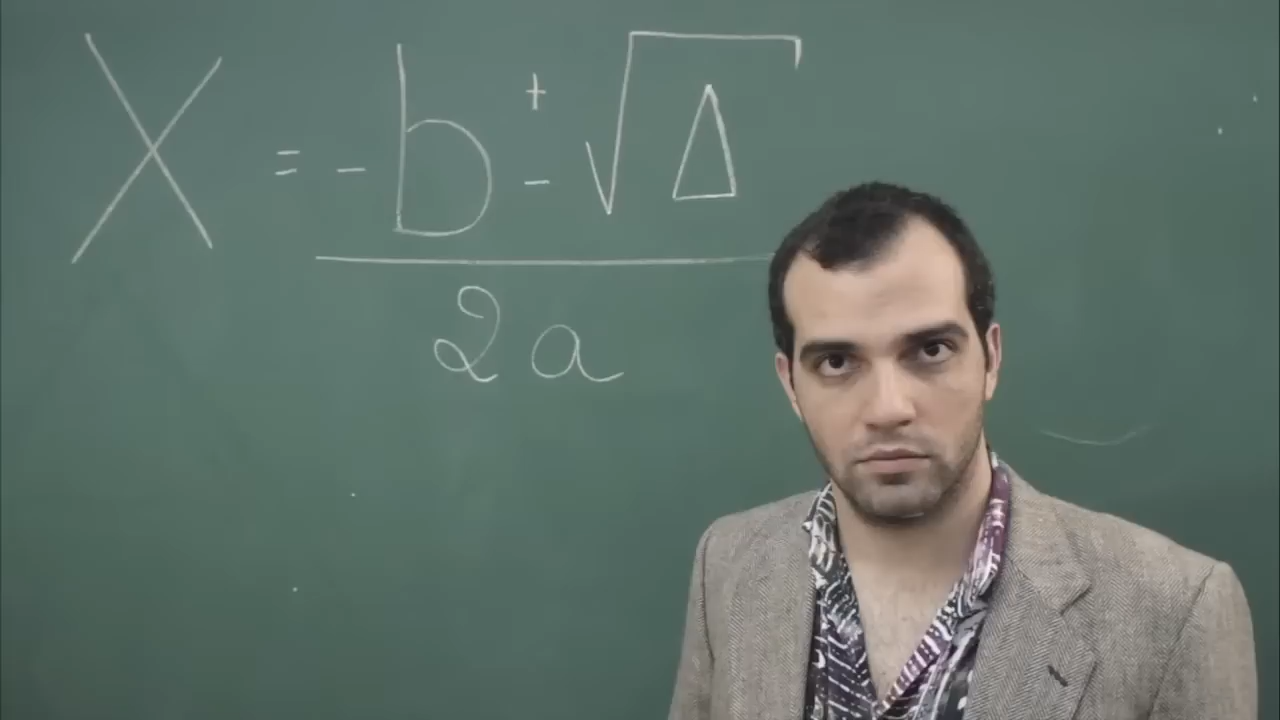 X = - b ± √Δ
2a